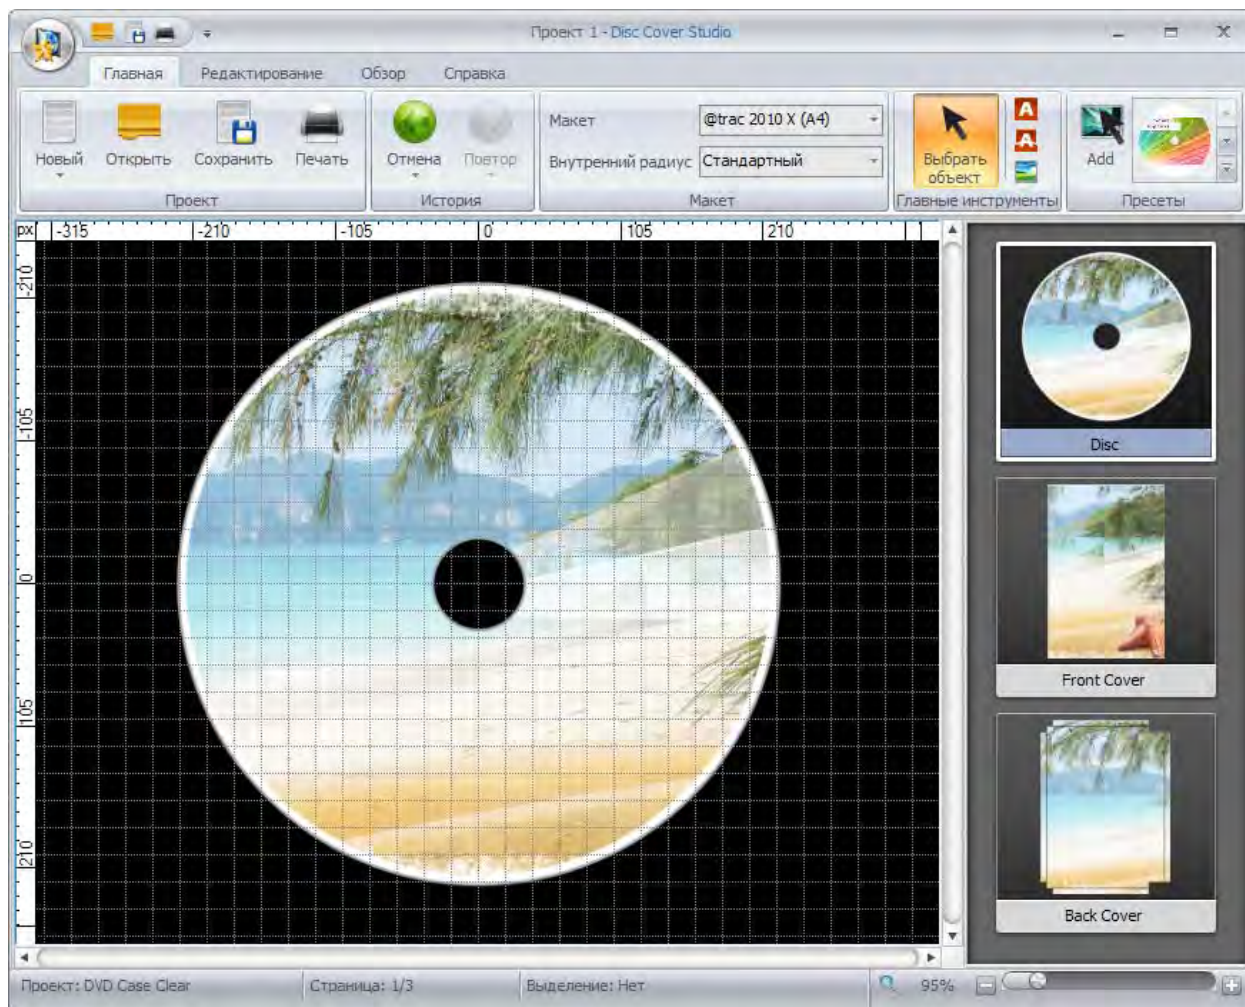 Проект 1 - Disc Cover Studio
Главная Редактирование Обзор Справка
Новый Открыть Сохранить Печать
Проект
Отмена Повтор
История
Макет @trac 2010 X (A4)
Внутренний радиус Стандартный
Макет
Выбрать
объект
A
A
Главные инструменты
Add
Пресеты
px -315 -210 -105 0 105 210
-210
-105
0
105
210
Disc
Front Cover
Back Cover
Проект: DVD Case Clear Страница: 1/3 Выделение: Нет 95%